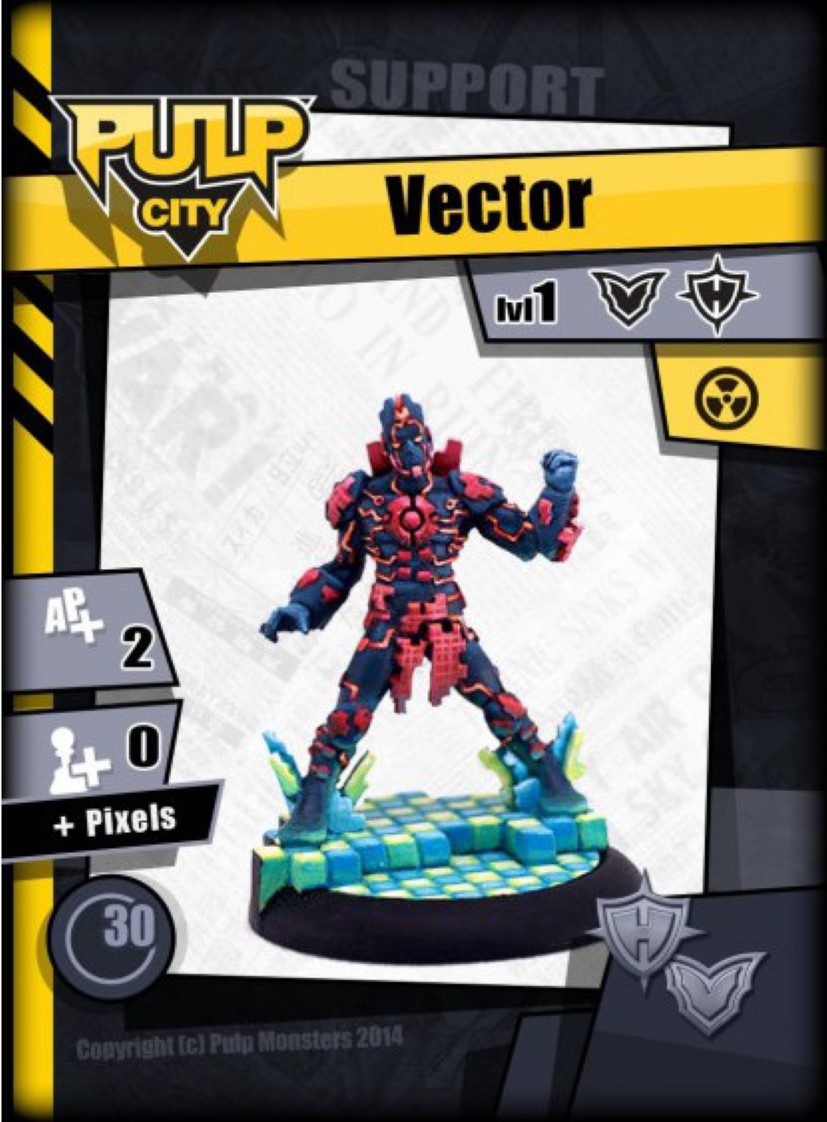 SUPPORT
PULP
CITY
Vector
lvl1
AP+
2
+ 0
+ Pixels
30
Copyright (c) Pulp Monsters 2014